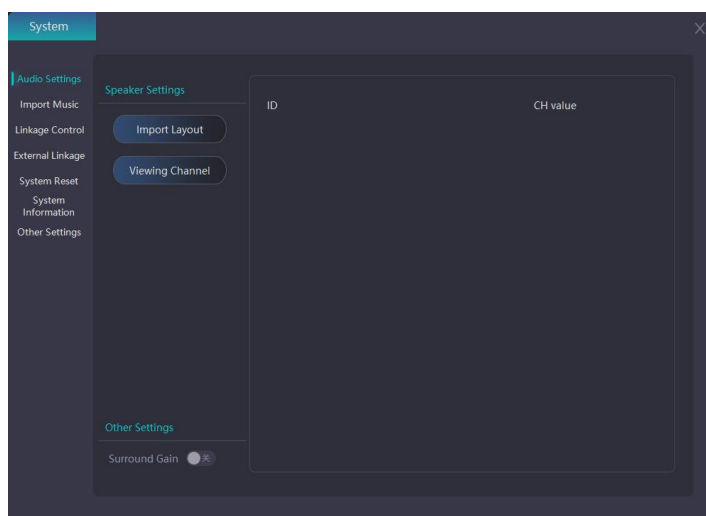 System
X
Audio Settings
Import Music
Linkage Control
External Linkage
System Reset
System
Information
Other Settings
Speaker Settings
Import Layout
Viewing Channel
ID CH value
Other Settings
Surround Gain 关